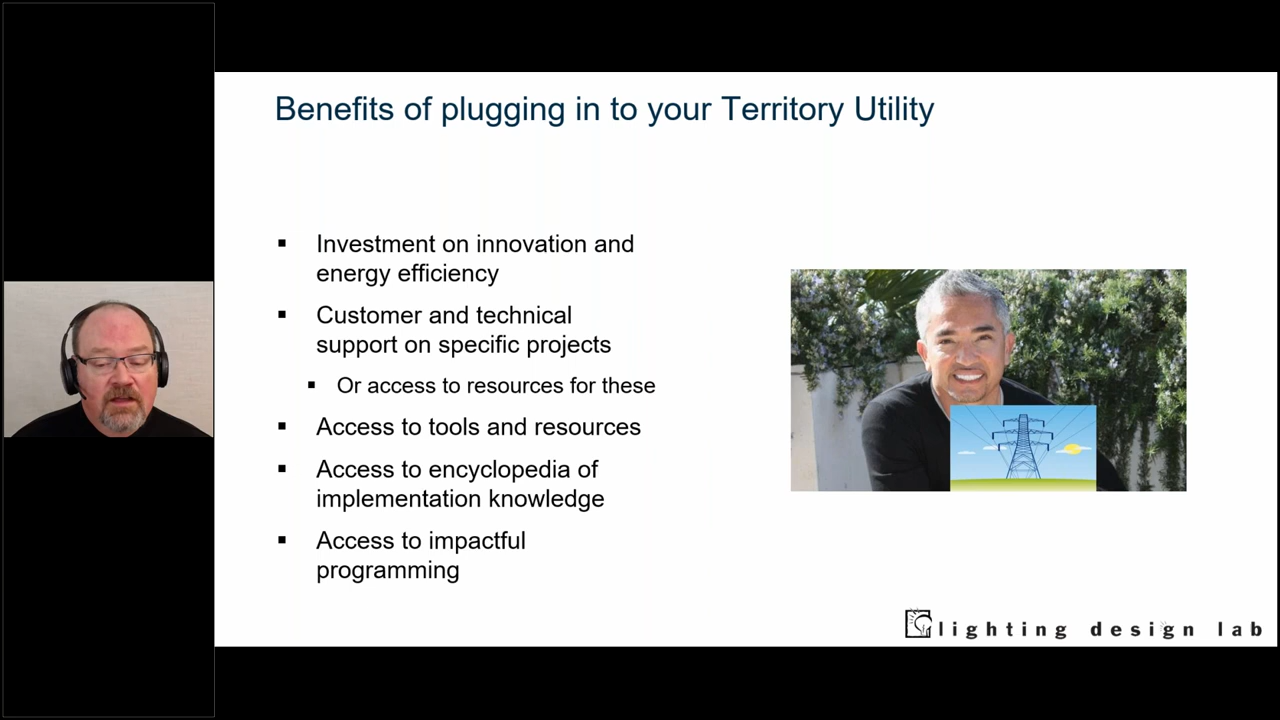 Benefits of plugging in to your Territory Utility
▪ Investment on innovation and
energy efficiency
▪ Customer and technical
support on specific projects
▪ Or access to resources for these
▪ Access to tools and resources
▪ Access to encyclopedia of
implementation knowledge
▪ Access to impactful
programming
lighting design lab